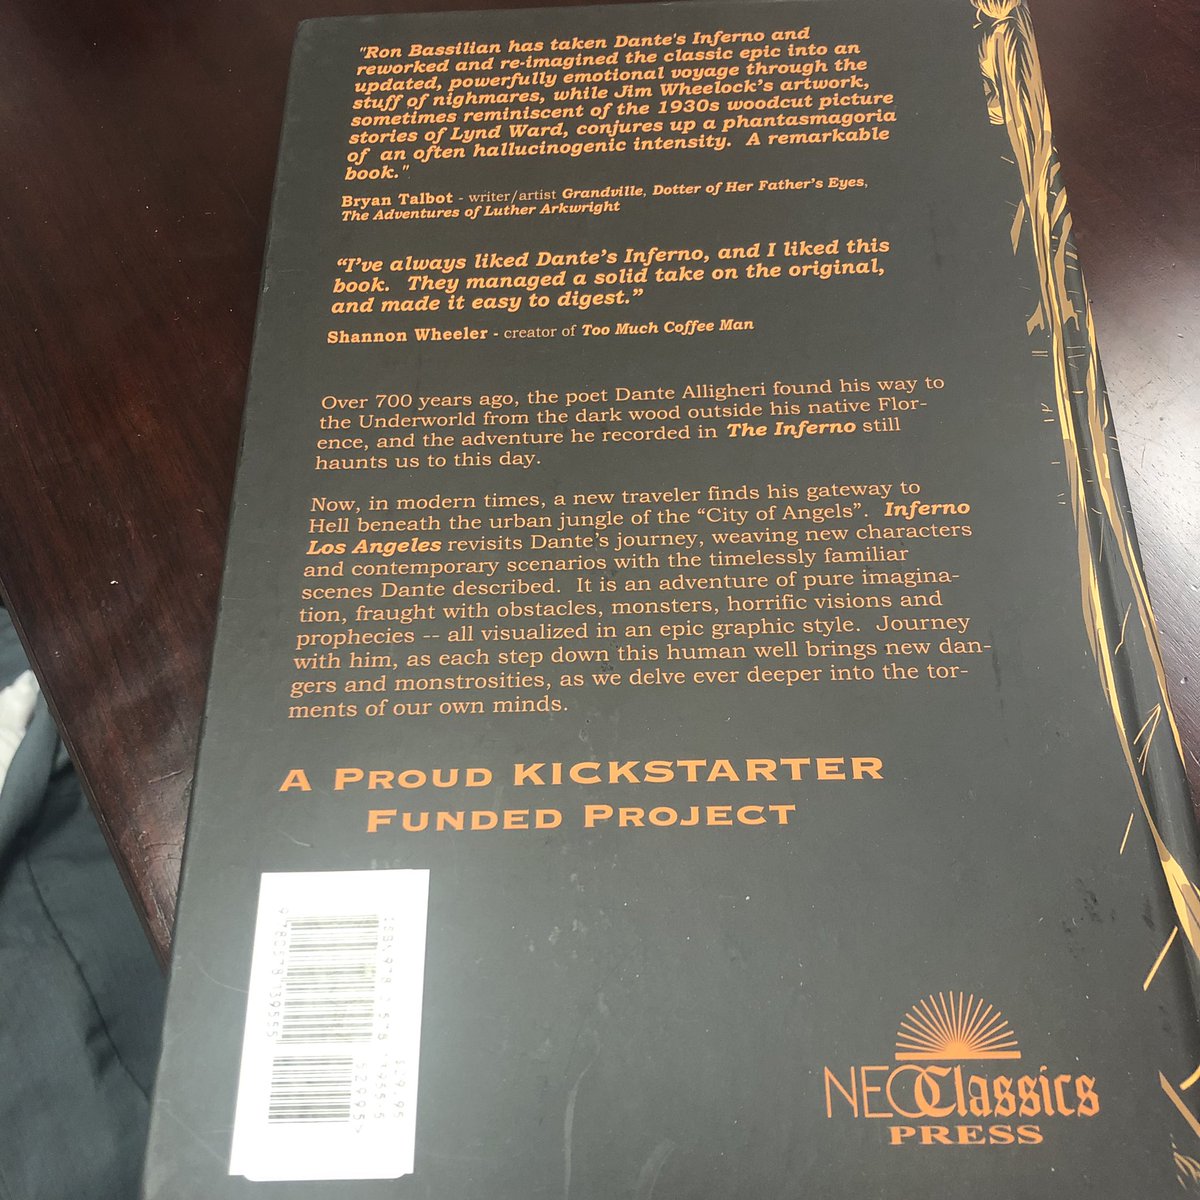 "Ron Bassilian has taken Dante's Inferno and
reworked and re-imagined the classic epic into an
updated, powerfully emotional voyage through the
stuff of nighmares, while Jim Wheelock's artwork,
sometimes reminiscent of the 1930s woodcut picture
stories of Lynd Ward, conjures up a phantasmagoria
of an often hallucinogenic intensity. A remarkable
book."
Bryan Talbot - writer/artist Grandville, Dotter of Her Father's Eyes,
The Adventures of Luther Arkwright
“I've always liked Dante's Inferno, and I liked this
book. They managed a solid take on the original,
and made it easy to digest.”
Shannon Wheeler - creator of Too Much Coffee Man
Over 700 years ago, the poet Dante Alligheri found his way to
the Underworld from the dark wood outside his native Flor-
ence, and the adventure he recorded in The Inferno still
haunts us to this day.
Now, in modern times, a new traveler finds his gateway to
Hell beneath the urban jungle of the “City of Angels”. Inferno
Los Angeles revisits Dante's journey, weaving new characters
and contemporary scenarios with the timelessly familiar
scenes Dante described. It is an adventure of pure imagina-
tion, fraught with obstacles, monsters, horrific visions and
prophecies -- all visualized in an epic graphic style. Journey
with him, as each step down this human well brings new dan-
gers and monstrosities, as we delve ever deeper into the tor-
ments of our own minds.
A PROUD KICKSTARTER
FUNDED PROJECT
$29.95
52995>
NEOClassics
PRESS